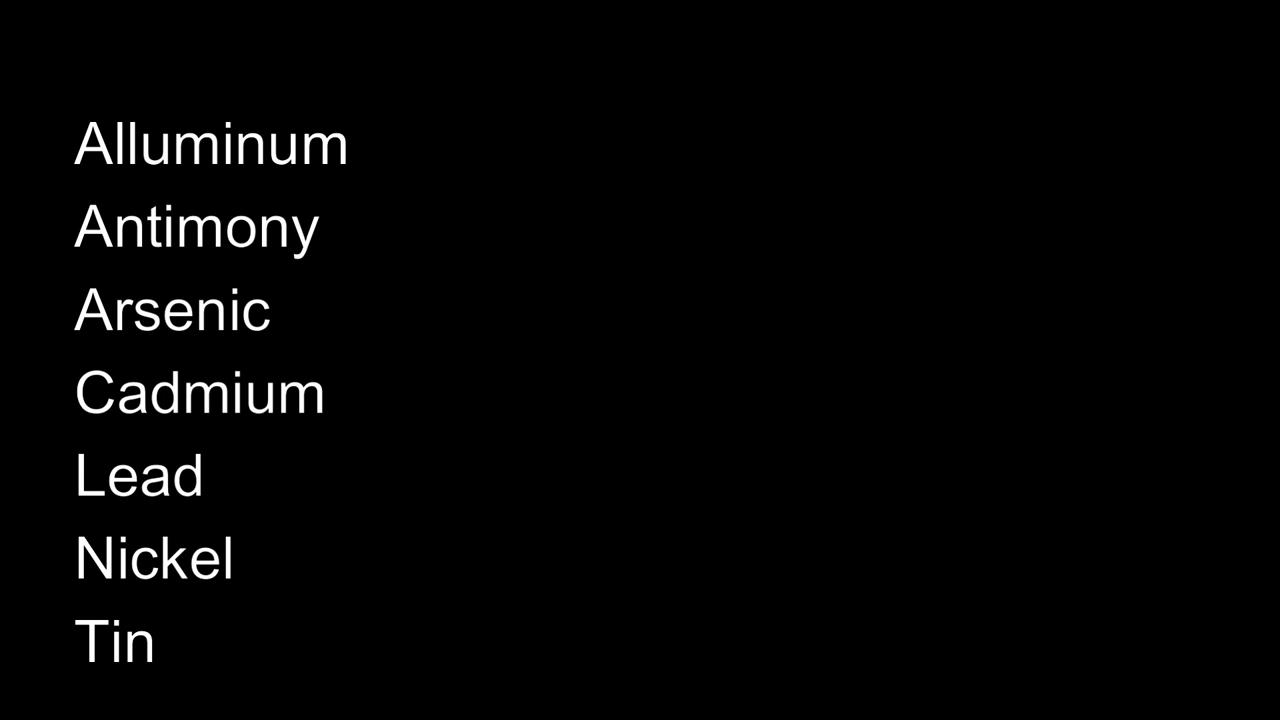 Alluminum
Antimony
Arsenic
Cadmium
Lead
Nickel
Tin